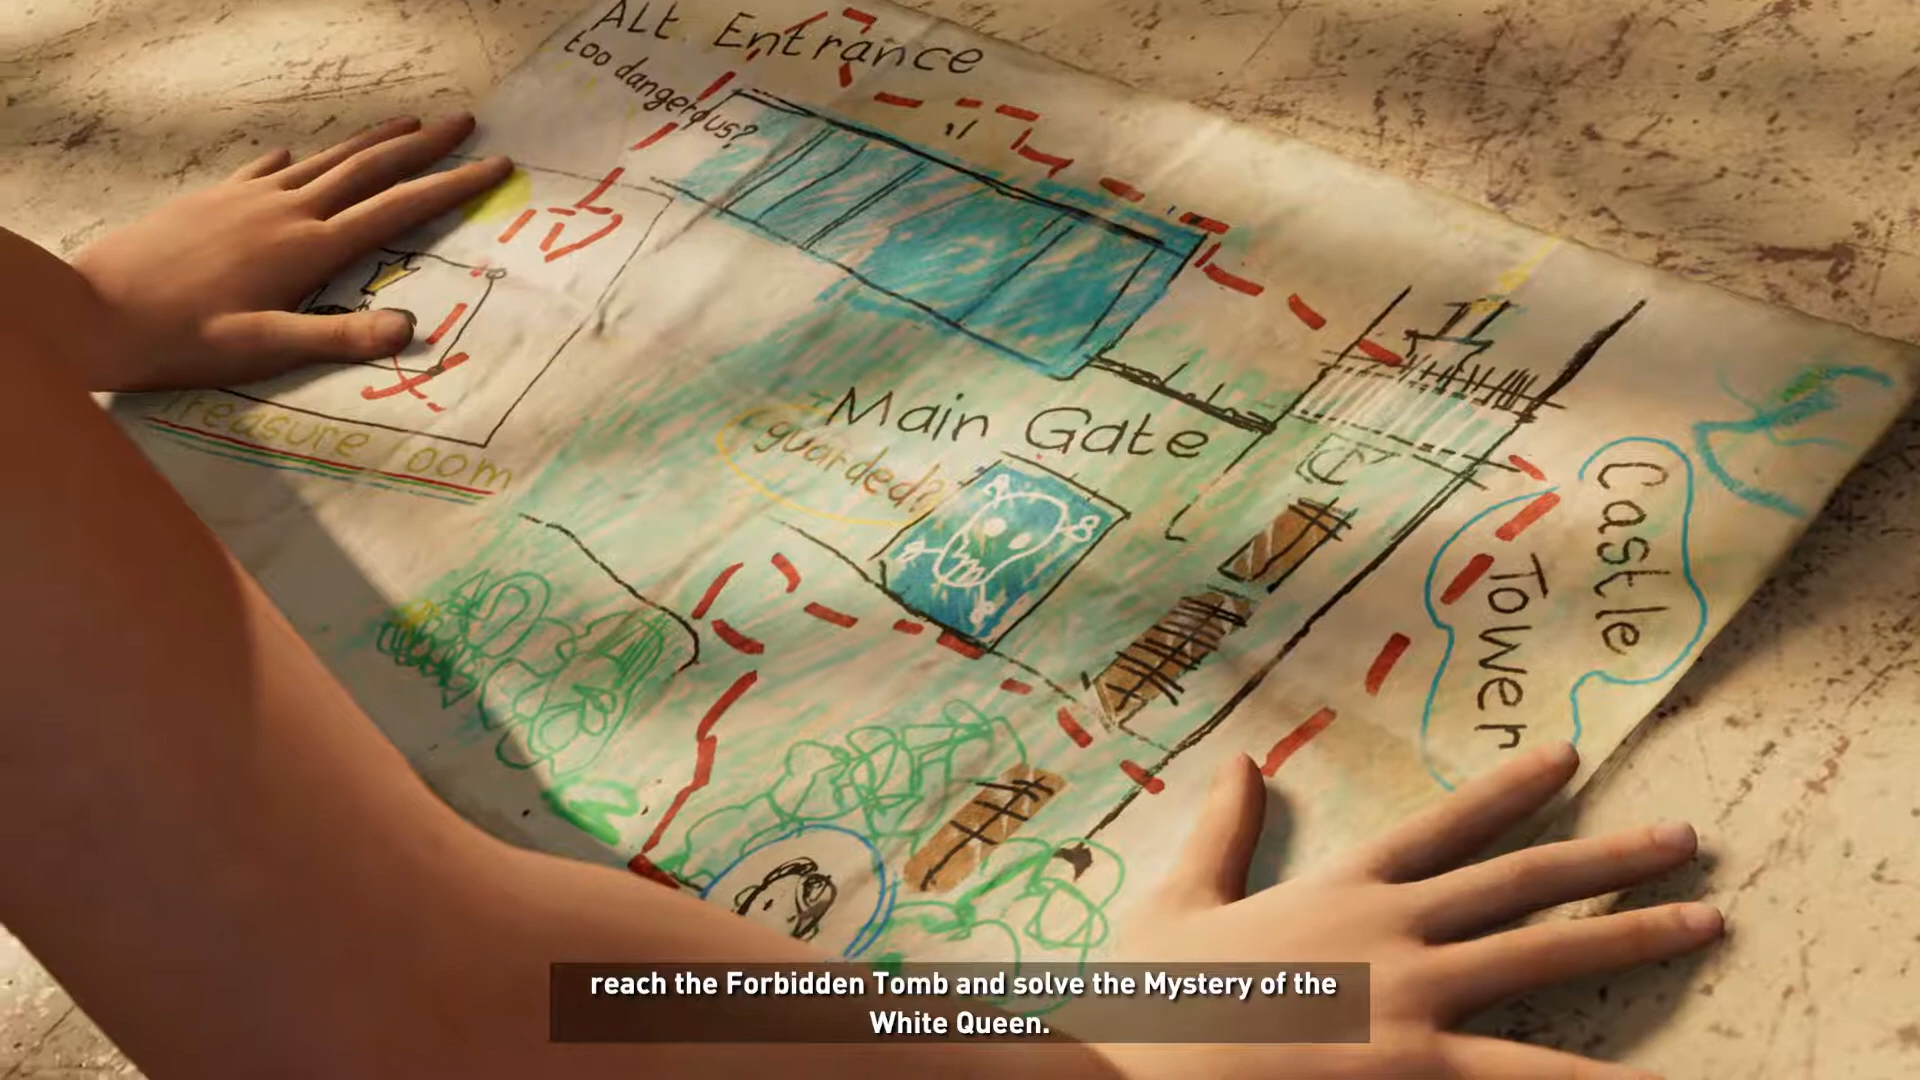 ALt. Entrance
too dangerous?
Main Gate
guarded?
Treasure room
Castle
Tower
reach the Forbidden Tomb and solve the Mystery of the
White Queen.